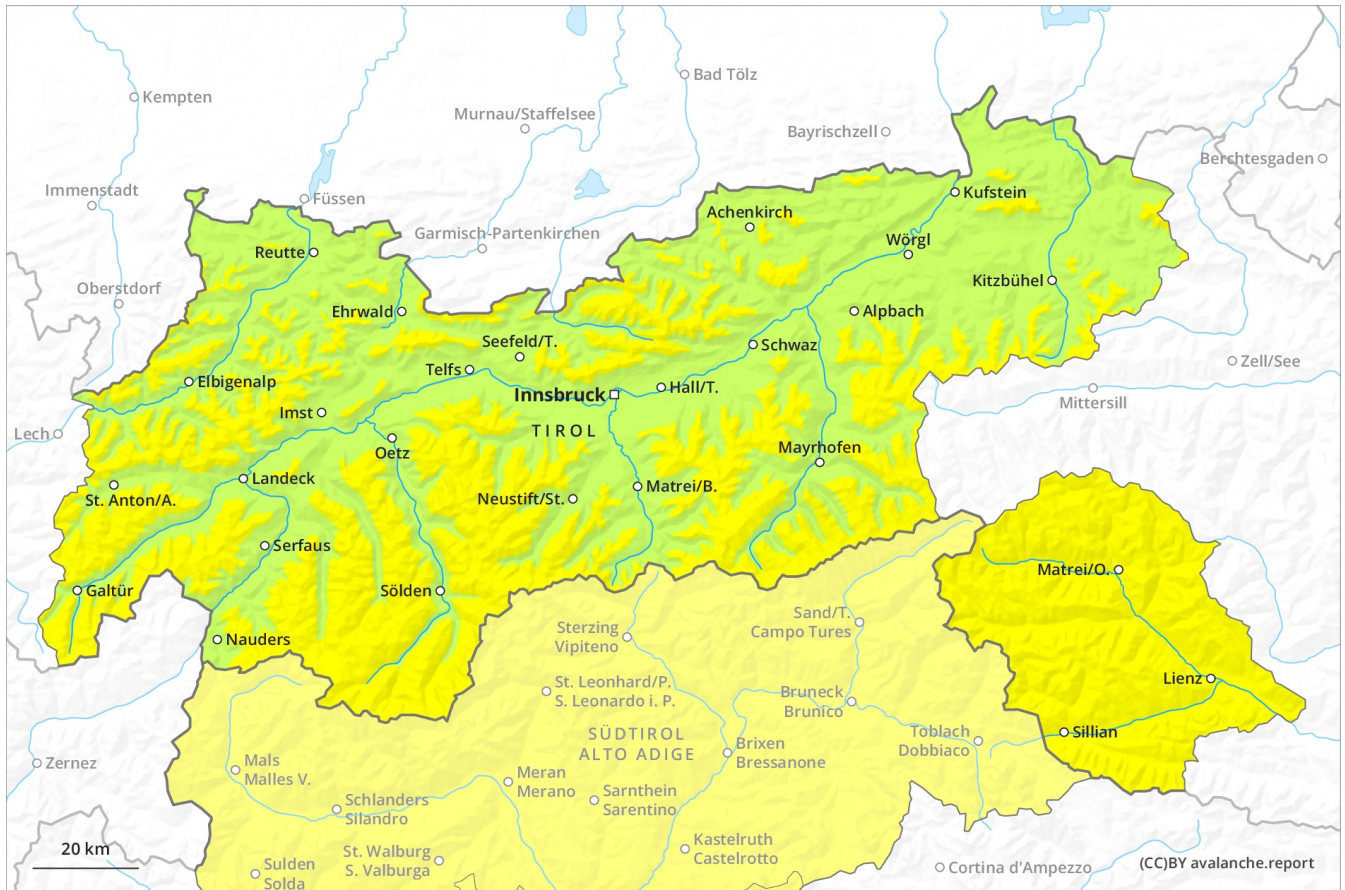 Bad Tölz
Kempten
Murnau/Staffelsee
Bayrischzell
Berchtesgaden
Immenstadt
Füssen
Kufstein
Achenkirch
Garmisch-Partenkirchen
Wörgl
Reutte
Kitzbühel
Oberstdorf
Ehrwald
Alpbach
Seefeld/T.
Schwaz
Zell/See
Telfs
Elbigenalp
Hall/T.
Innsbruck
Mittersill
Imst
TIROL
Lech
Oetz
Mayrhofen
Landeck
St. Anton/A.
Neustift/St.
Matrei/B.
Serfaus
Matrei/O.
Galtür
Sölden
Sand/T.
Campo Tures
Sterzing
Vipiteno
Nauders
Lienz
St. Leonhard/P.
S. Leonardo i. P.
Bruneck
Brunico
SÜDTIROL
ALTO ADIGE
Toblach
Dobbiaco
Sillian
Brixen
Bressanone
Zernez
Mals
Malles V.
Meran
Merano
Sarnthein
Sarentino
Schlanders
Silandro
20 km
Kastelruth
Castelrotto
St. Walburg
S. Valburga
Sulden
Solda
Cortina d'Ampezzo
(CC)BY avalanche.report